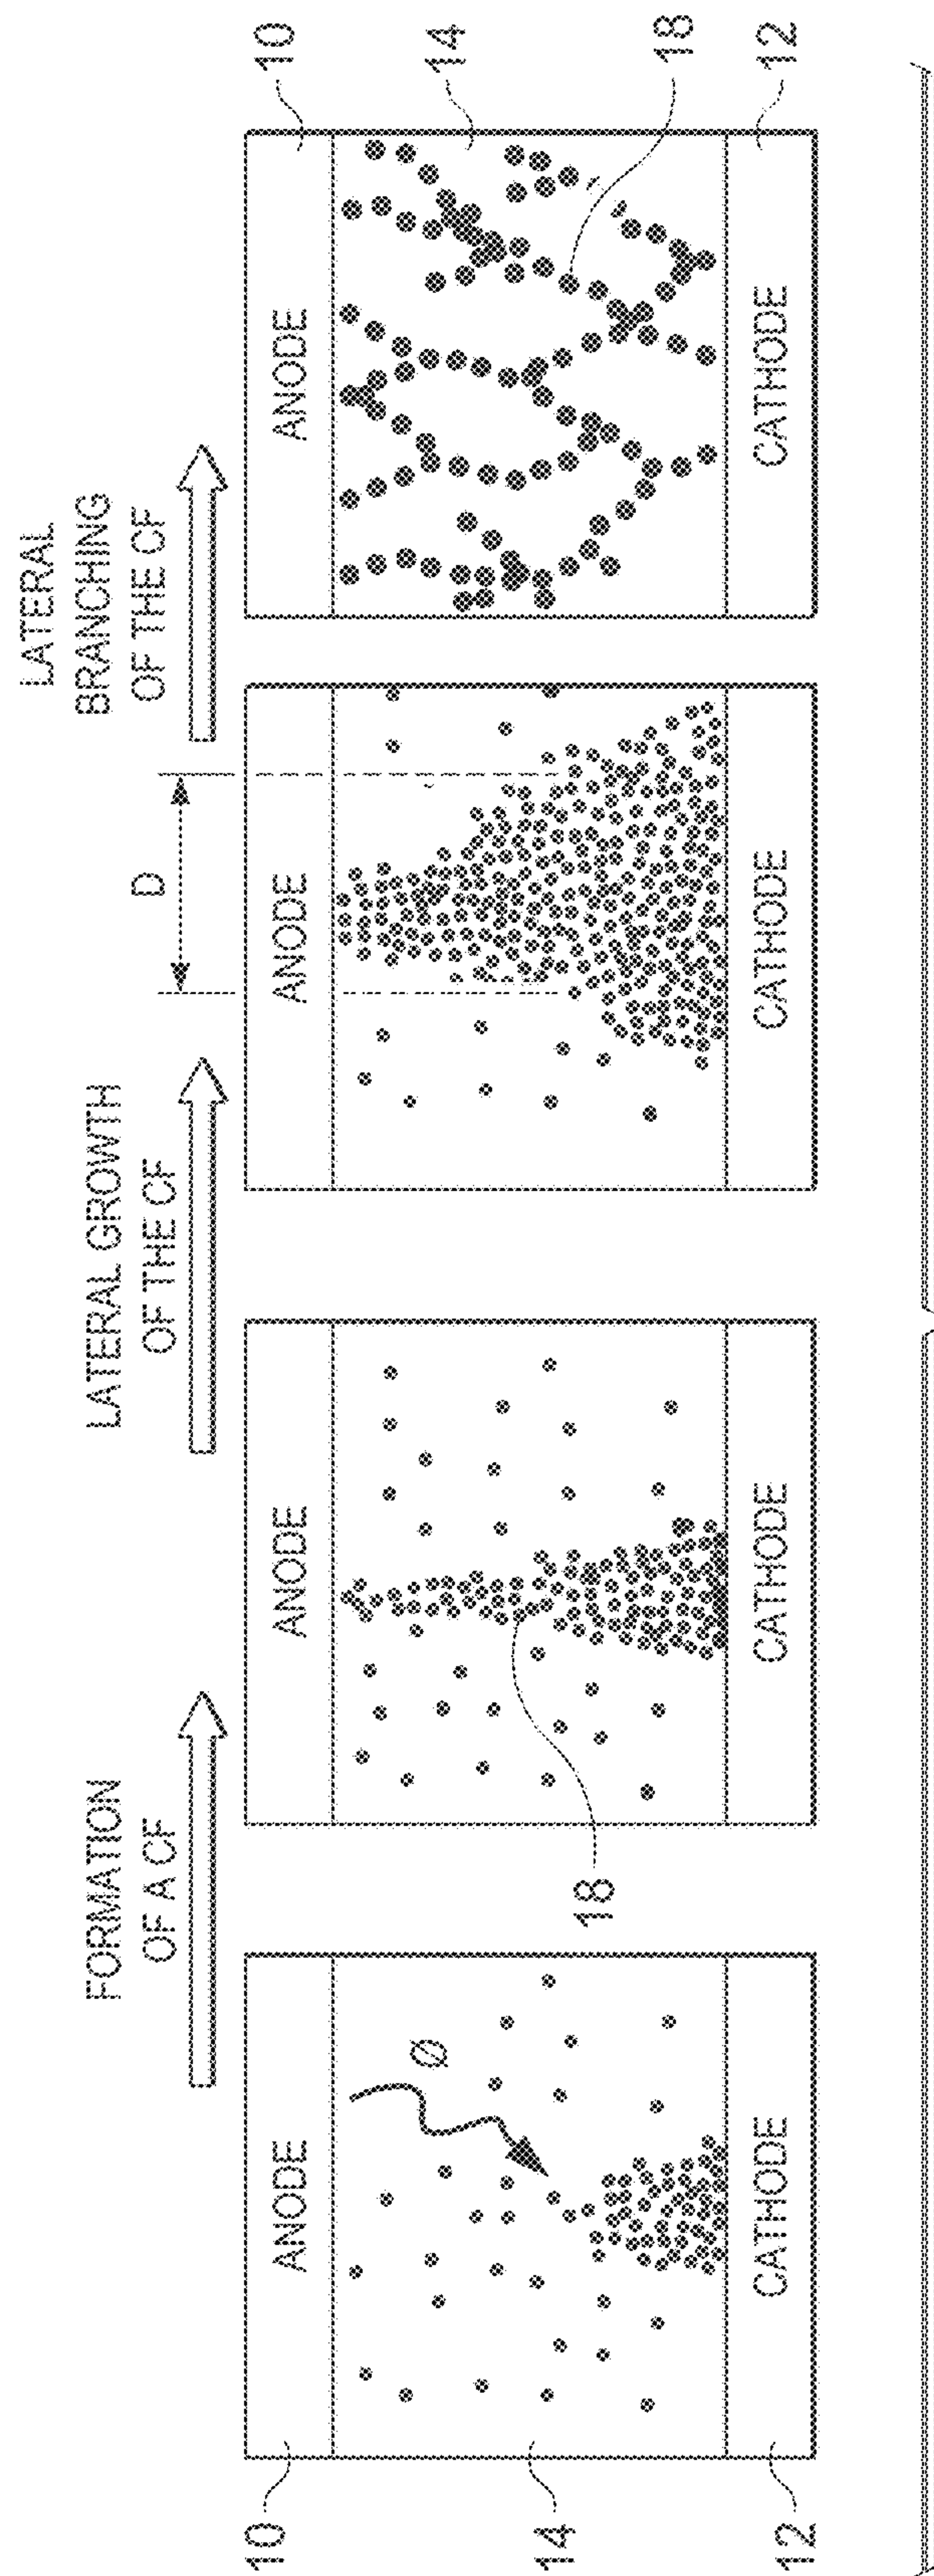 FORMATION
OF A CF
LATERAL GROWTH
OF THE CF
D
LATERAL
BRANCHING
OF THE CF
10
ANODE
Ø
14
CATHODE
12
ANODE
18
CATHODE
ANODE
CATHODE
10
ANODE
14
18
CATHODE
12